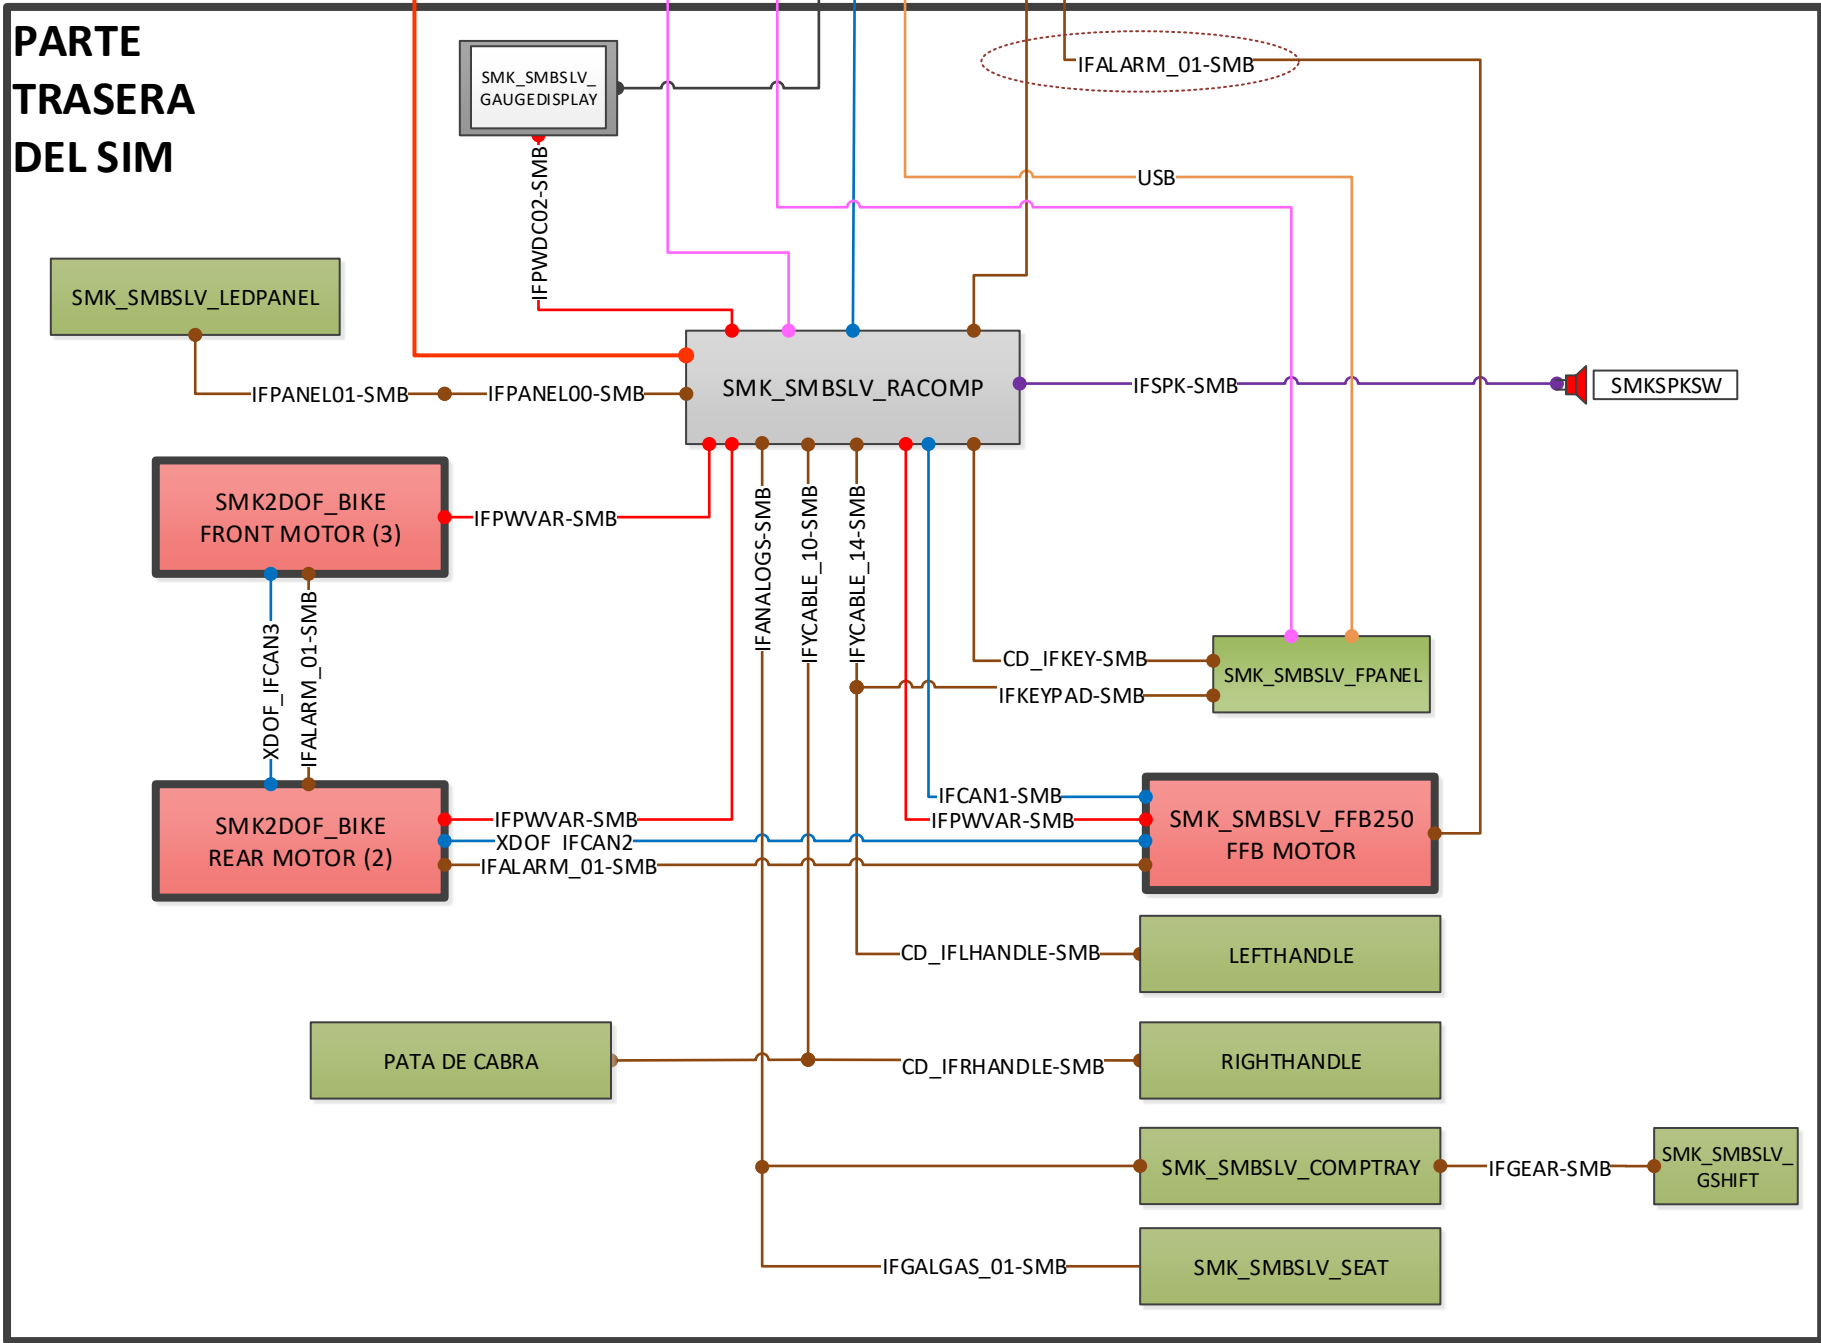 PARTE
TRASERA
DEL SIM
SMK_SMBSLV_
GAUGEDISPLAY
IFALARM_01-SMB
IFPWDC02-SMB
USB
SMK_SMBSLV_LEDPANEL
IFPANEL01-SMB
IFPANEL00-SMB
SMK_SMBSLV_RACOMP
IFSPK-SMB
SMKSPKSW
SMK2DOF_BIKE
FRONT MOTOR (3)
IFPWVAR-SMB
IFANALOGS-SMB
IFYCABLE_10-SMB
IFYCABLE_14-SMB
XDOF_IFCAN3
IFALARM_01-SMB
CD_IFKEY-SMB
IFKEYPAD-SMB
SMK_SMBSLV_FPANEL
SMK2DOF_BIKE
REAR MOTOR (2)
IFPWVAR-SMB
XDOF_IFCAN2
IFALARM_01-SMB
IFCAN1-SMB
IFPWVAR-SMB
SMK_SMBSLV_FFB250
FFB MOTOR
CD_IFLHANDLE-SMB
LEFTHANDLE
PATA DE CABRA
CD_IFRHANDLE-SMB
RIGHTHANDLE
SMK_SMBSLV_COMPTRAY
IFGEAR-SMB
SMK_SMBSLV_
GSHIFT
IFGALGAS_01-SMB
SMK_SMBSLV_SEAT